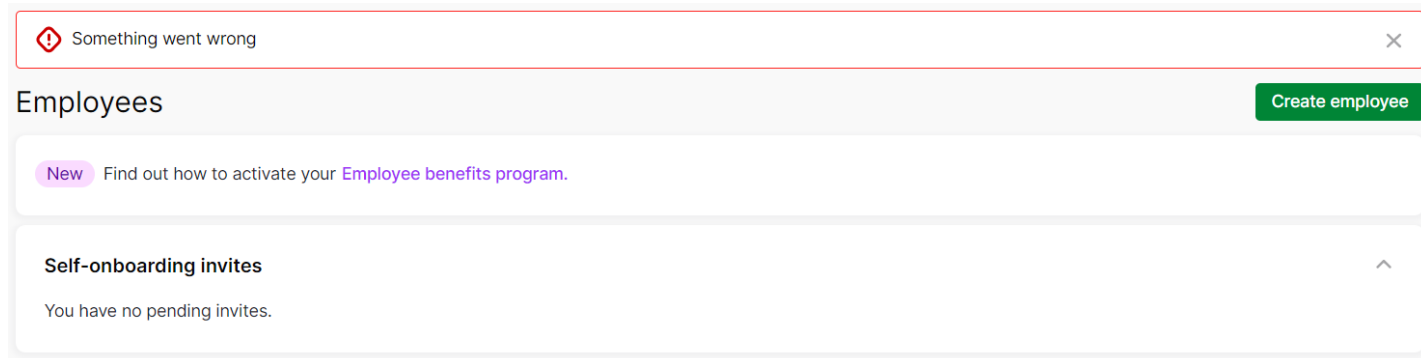 Something went wrong
Employees
Create employee
New Find out how to activate your Employee benefits program.
Self-onboarding invites
You have no pending invites.